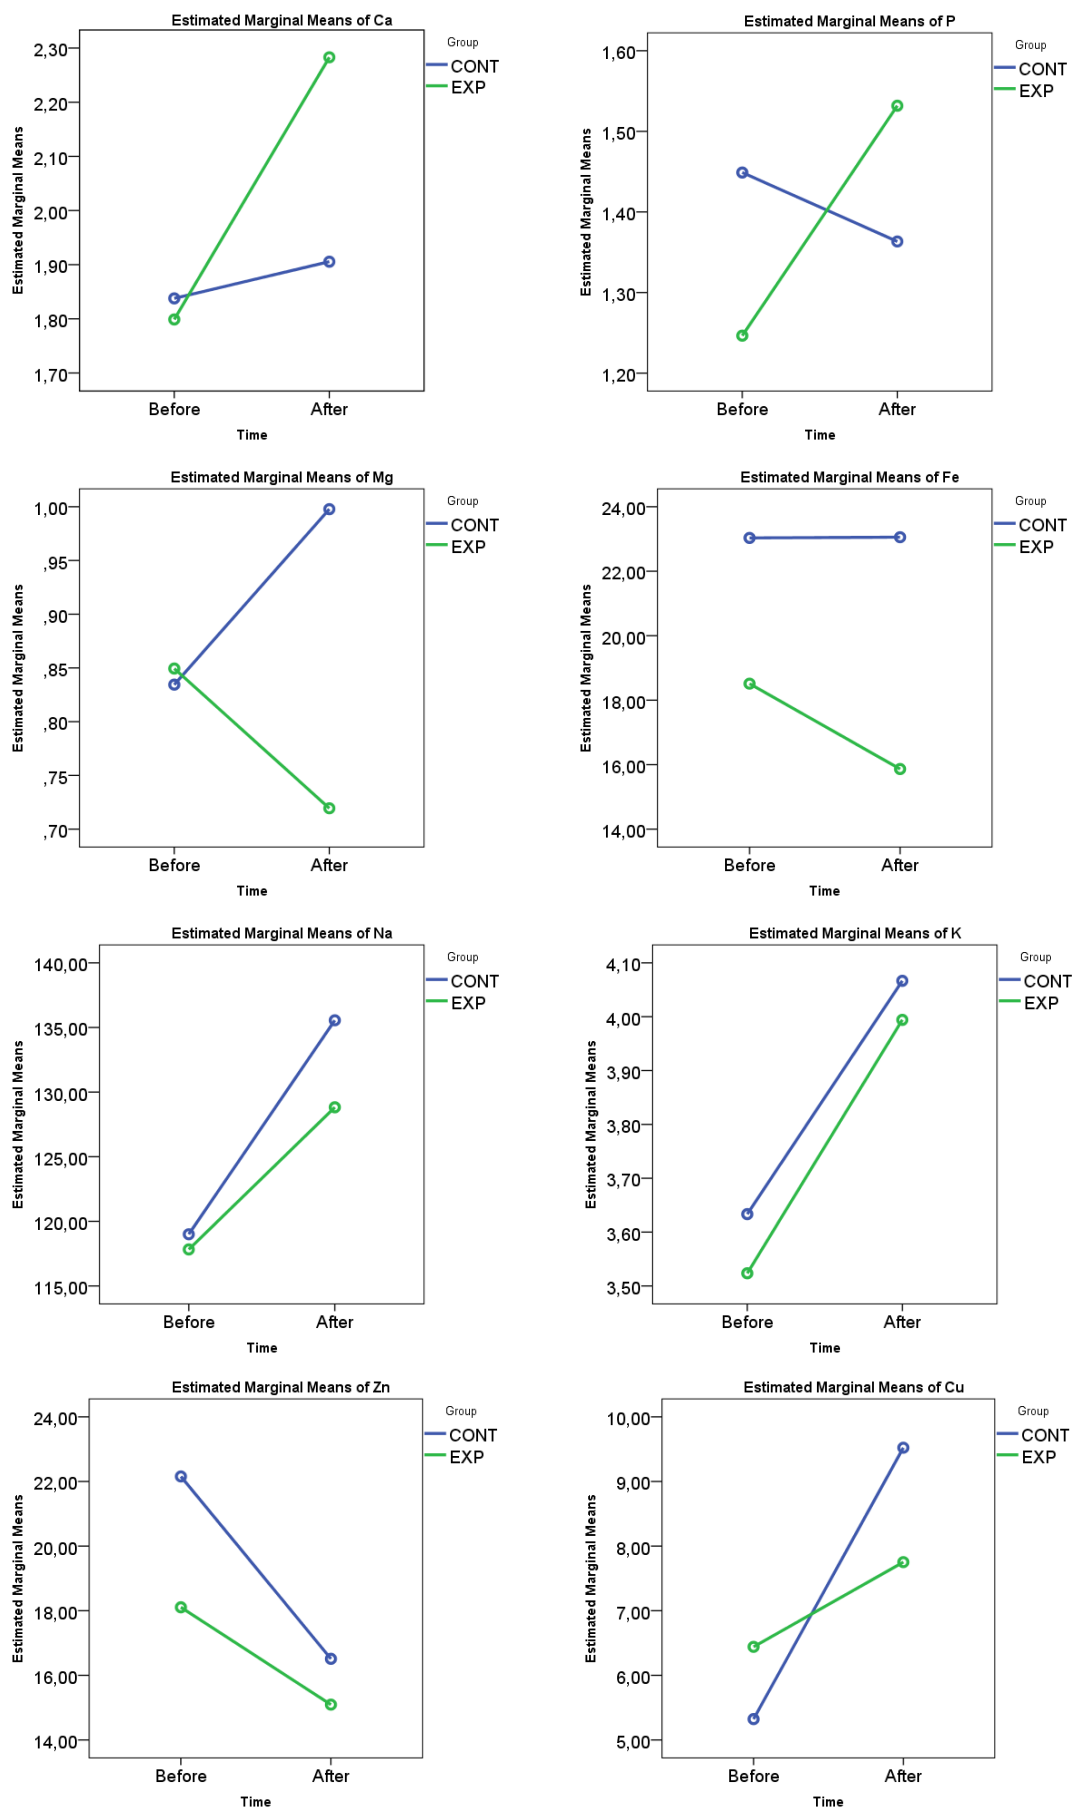 Estimated Marginal Means of Ca
Group
CONT
EXP
Estimated Marginal Means
2,30
2,20
2,10
2,00
1,90
1,80
1,70
Before
After
Time
Estimated Marginal Means of P
Group
CONT
EXP
Estimated Marginal Means
1,60
1,50
1,40
1,30
1,20
Before
After
Time
Estimated Marginal Means of Mg
Group
CONT
EXP
Estimated Marginal Means
1,00
,95
,90
,85
,80
,75
,70
Before
After
Time
Estimated Marginal Means of Fe
Group
CONT
EXP
Estimated Marginal Means
24,00
22,00
20,00
18,00
16,00
14,00
Before
After
Time
Estimated Marginal Means of Na
Group
CONT
EXP
Estimated Marginal Means
140,00
135,00
130,00
125,00
120,00
115,00
Before
After
Time
Estimated Marginal Means of K
Group
CONT
EXP
Estimated Marginal Means
4,10
4,00
3,90
3,80
3,70
3,60
3,50
Before
After
Time
Estimated Marginal Means of Zn
Group
CONT
EXP
Estimated Marginal Means
24,00
22,00
20,00
18,00
16,00
14,00
Before
After
Time
Estimated Marginal Means of Cu
Group
CONT
EXP
Estimated Marginal Means
10,00
9,00
8,00
7,00
6,00
5,00
Before
After
Time